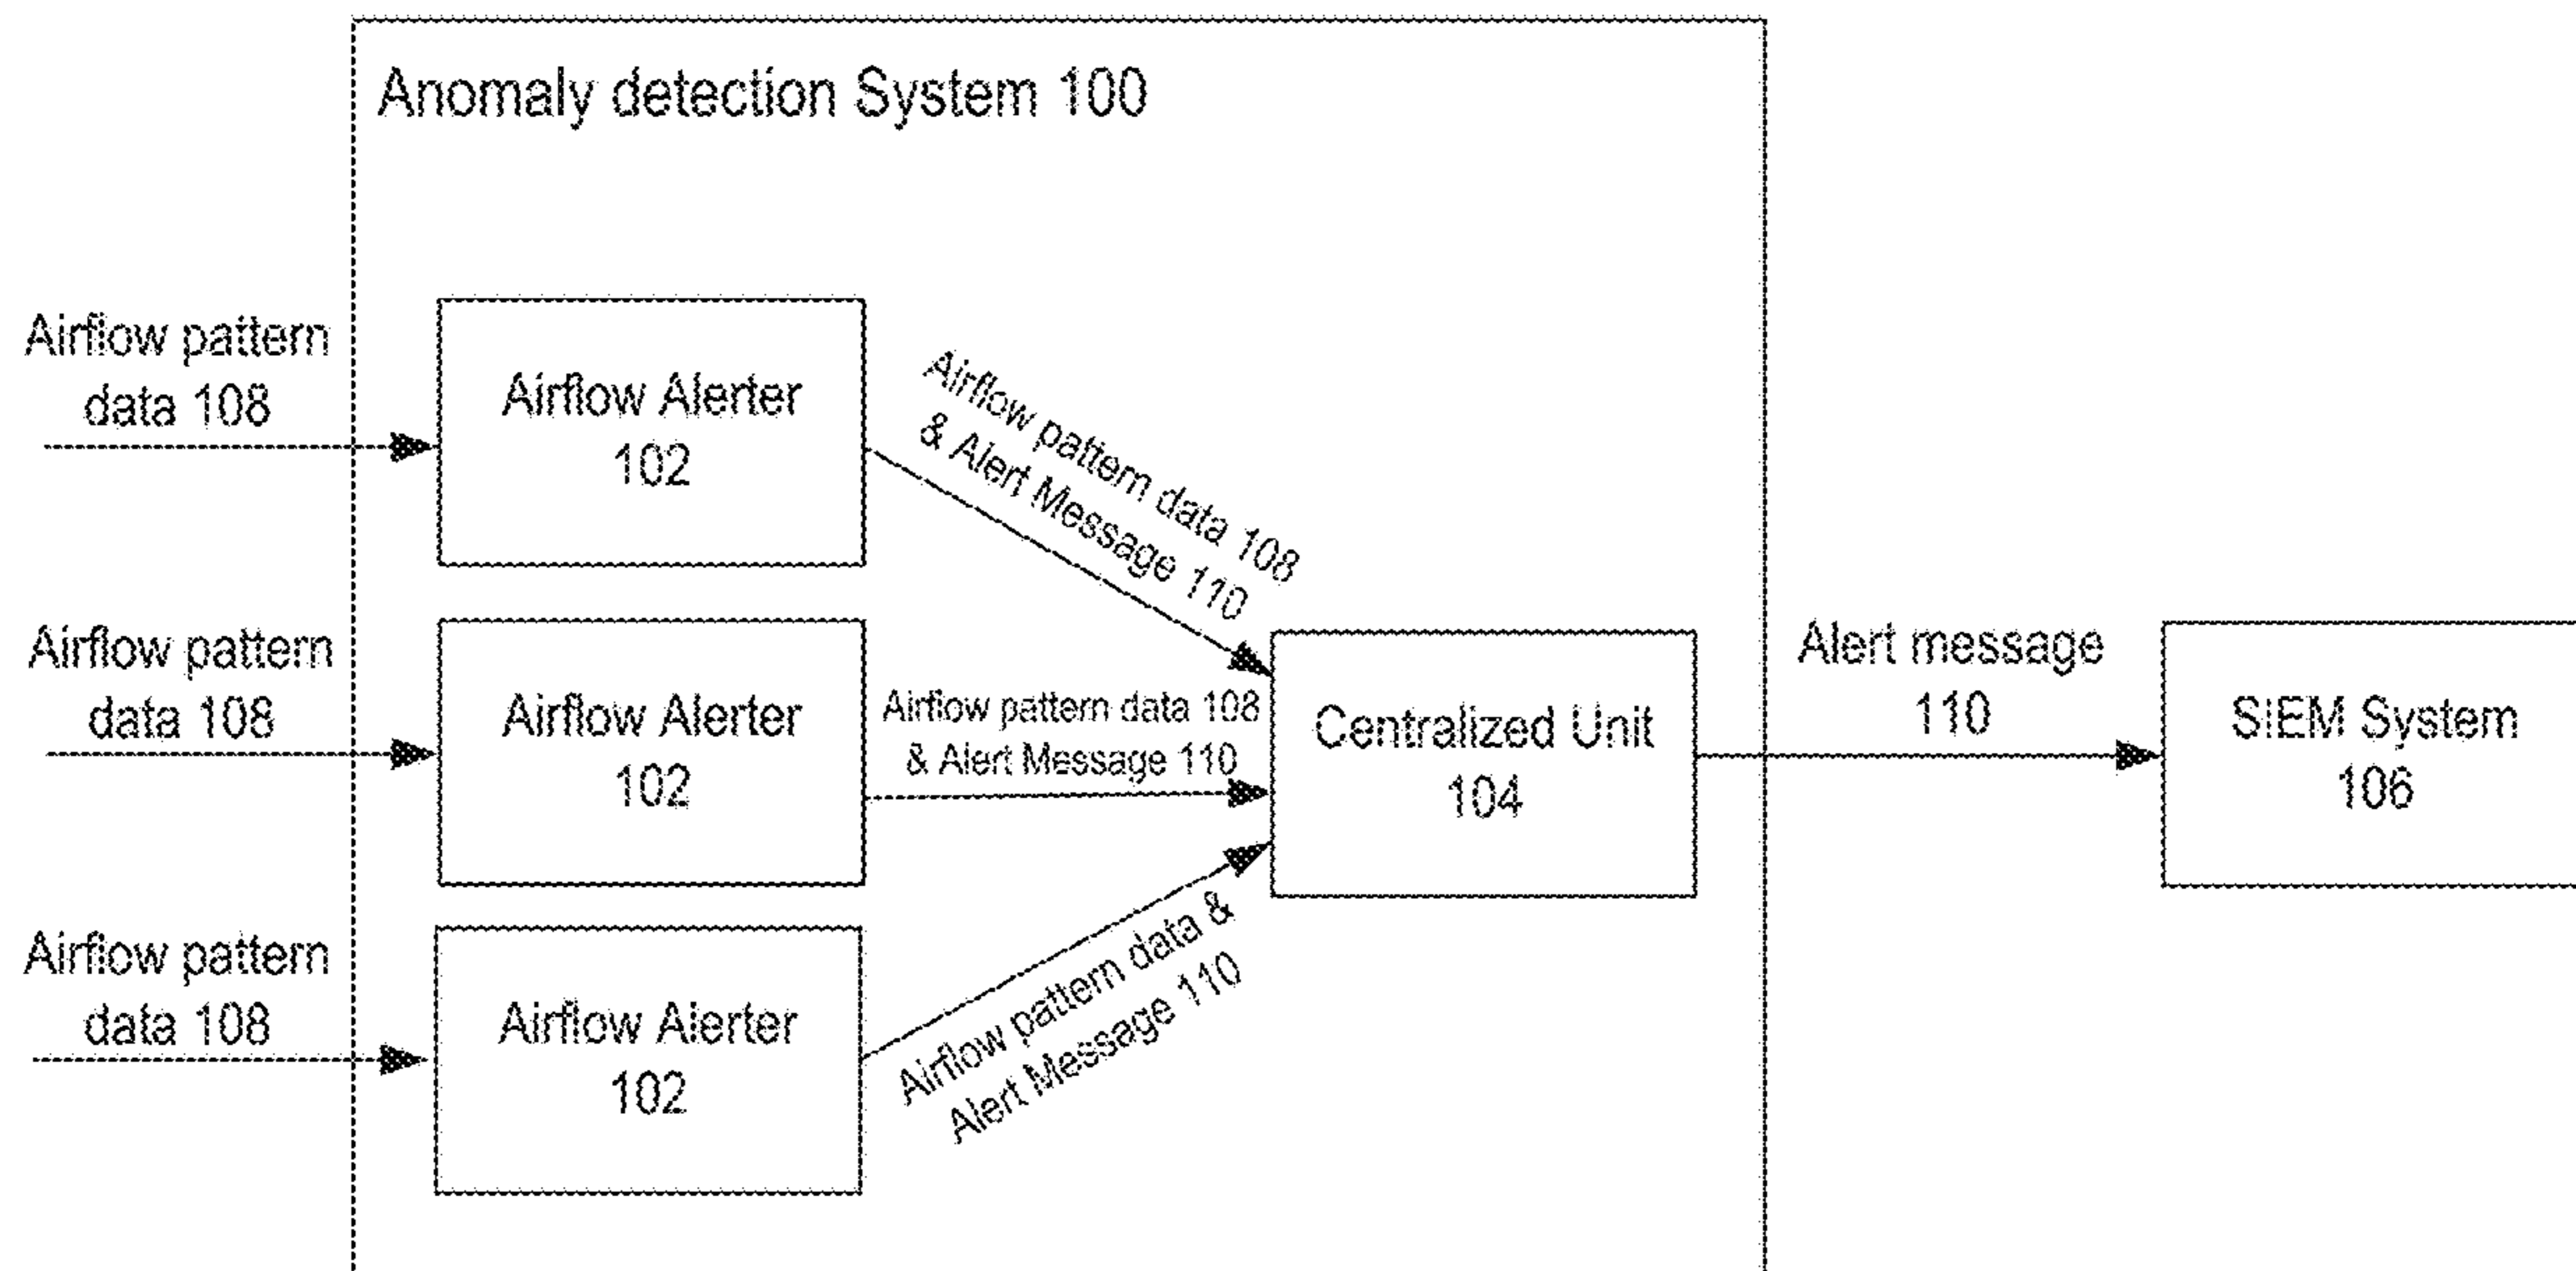 Anomaly detection System 100
Airflow pattern
data 108
Airflow Alerter
102
Airflow pattern data 108
& Alert Message 110
Airflow pattern
data 108
Airflow Alerter
102
Airflow pattern data 108
& Alert Message 110
Centralized Unit
104
Alert message
110
SIEM System
106
Airflow pattern
data 108
Airflow Alerter
102
Airflow pattern data &
Alert Message 110